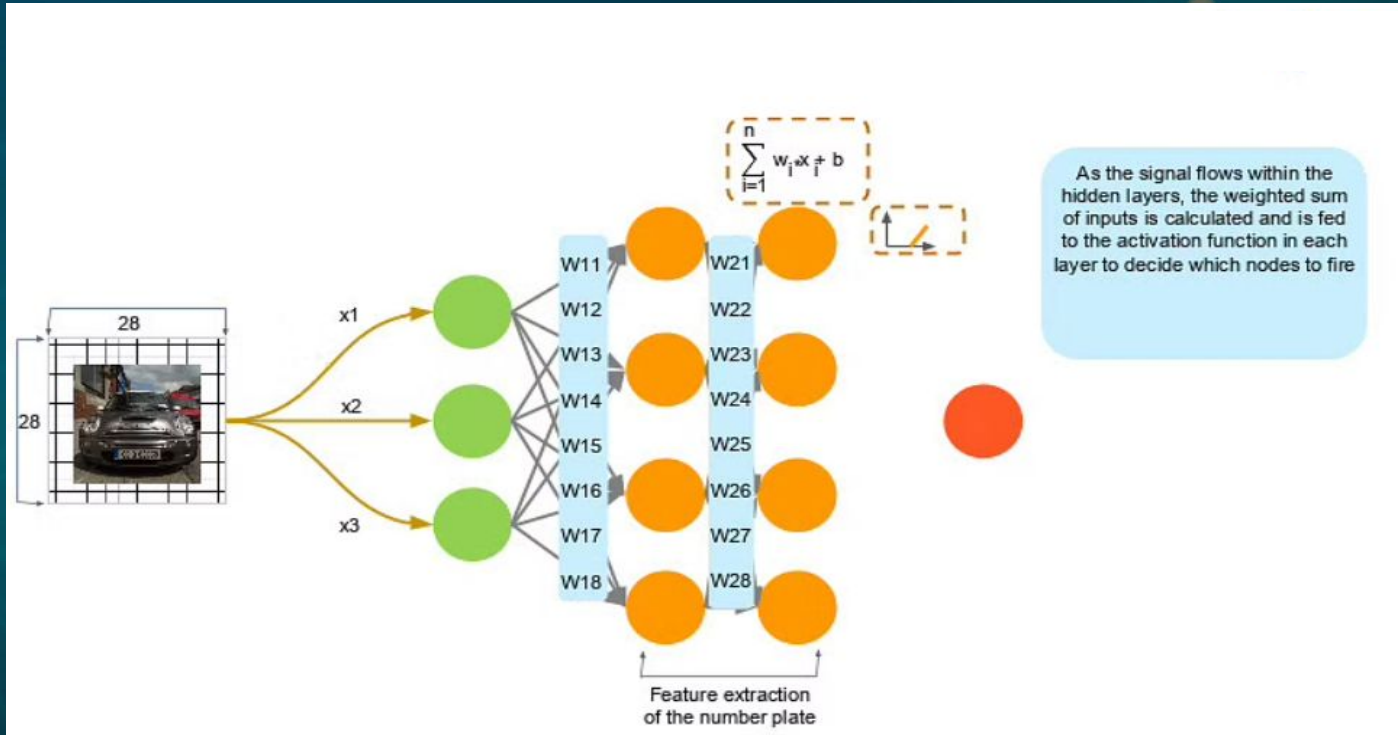 n
∑ wᵢ*xᵢ + b
i=1
As the signal flows within the
hidden layers, the weighted sum
of inputs is calculated and is fed
to the activation function in each
layer to decide which nodes to fire
28
28
x1
x2
x3
W11
W12
W13
W14
W15
W16
W17
W18
W21
W22
W23
W24
W25
W26
W27
W28
Feature extraction
of the number plate